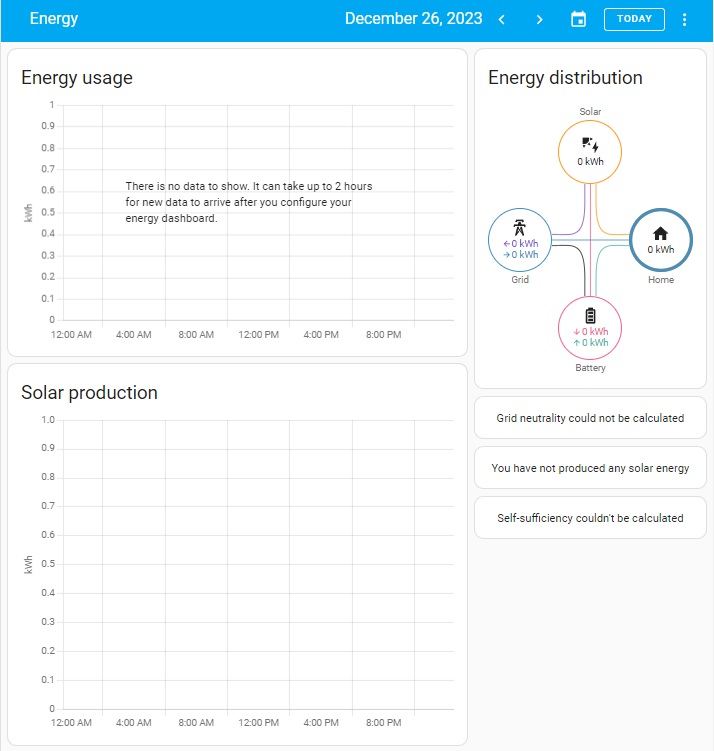 Energy
December 26, 2023
TODAY
Energy usage
1
0.9
0.8
0.7
0.6
0.5
0.4
0.3
0.2
0.1
0
kWh
There is no data to show. It can take up to 2 hours
for new data to arrive after you configure your
energy dashboard.
12:00 AM 4:00 AM 8:00 AM 12:00 PM 4:00 PM 8:00 PM
Solar production
1.0
0.9
0.8
0.7
0.6
0.5
0.4
0.3
0.2
0.1
0
kWh
12:00 AM 4:00 AM 8:00 AM 12:00 PM 4:00 PM 8:00 PM
Energy distribution
Solar
0 kWh
←0 kWh
→0 kWh
Grid
0 kWh
Home
↓0 kWh
↑0 kWh
Battery
Grid neutrality could not be calculated
You have not produced any solar energy
Self-sufficiency couldn't be calculated